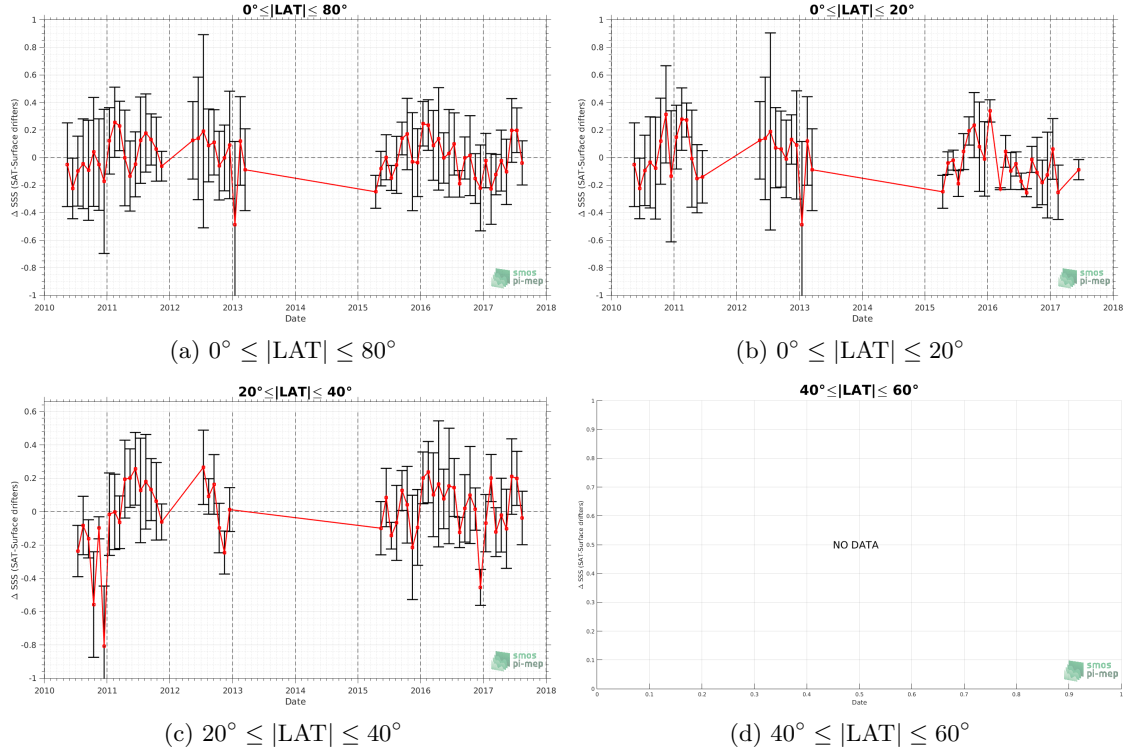 0°≤|LAT|≤ 80°
1
0.8
0.6
0.4
0.2
0
-0.2
-0.4
-0.6
-0.8
-1
Δ SSS (SAT-Surface drifters)
2010 2011 2012 2013 2014 2015 2016 2017 2018
Date
smos
pi-mep
(a) 0° ≤ |LAT| ≤ 80°
0°≤|LAT|≤ 20°
1
0.8
0.6
0.4
0.2
0
-0.2
-0.4
-0.6
-0.8
-1
Δ SSS (SAT-Surface drifters)
2010 2011 2012 2013 2014 2015 2016 2017 2018
Date
smos
pi-mep
(b) 0° ≤ |LAT| ≤ 20°
20°≤|LAT|≤ 40°
0.6
0.4
0.2
0
-0.2
-0.4
-0.6
-0.8
-1
Δ SSS (SAT-Surface drifters)
2010 2011 2012 2013 2014 2015 2016 2017 2018
Date
smos
pi-mep
(c) 20° ≤ |LAT| ≤ 40°
40°≤|LAT|≤ 60°
1
0.9
0.8
0.7
0.6
0.5
0.4
0.3
0.2
0.1
0
Δ SSS (SAT-Surface drifters)
NO DATA
0 0.1 0.2 0.3 0.4 0.5 0.6 0.7 0.8 0.9 1
Date
smos
pi-mep
(d) 40° ≤ |LAT| ≤ 60°